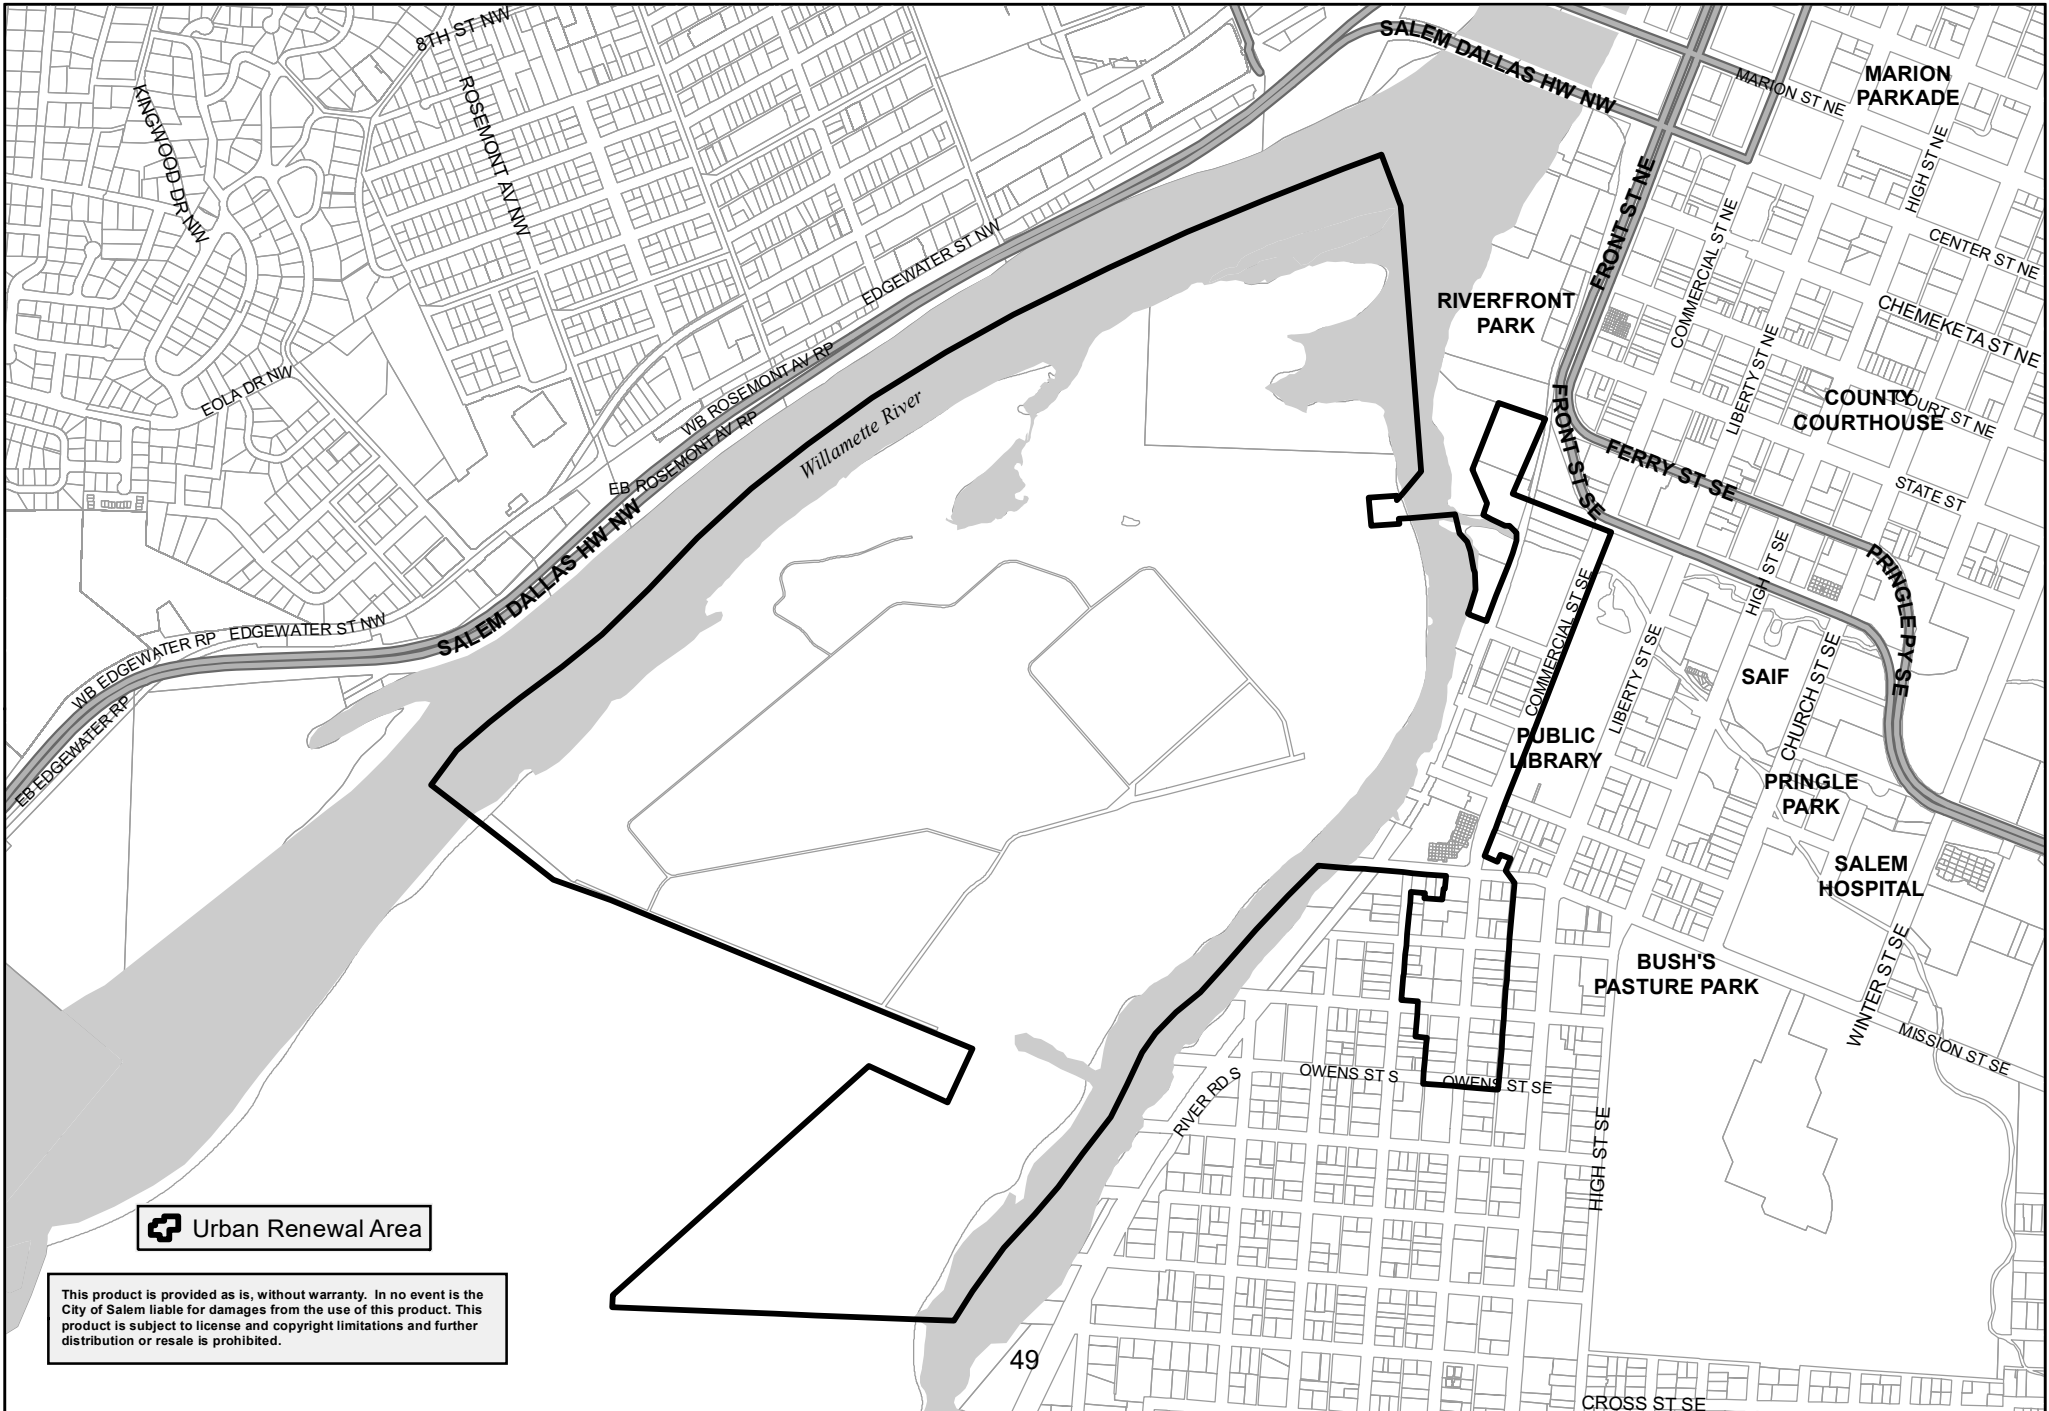 8TH ST NW
KINGWOOD DR NW
ROSEMONT AV NW
SALEM DALLAS HW NW
MARION ST NE
MARION
PARKADE
HIGH ST NE
FRONT ST NE
COMMERCIAL ST NE
CENTER ST NE
EDGEWATER ST NW
RIVERFRONT
PARK
CHEMEKETA ST NE
LIBERTY ST NE
EOLA DR NW
WB ROSEMONT AV RP
EB ROSEMONT AV RP
Willamette River
COUNTY
COURTHOUSE
COURT ST NE
FRONT ST SE
FERRY ST SE
STATE ST
SALEM DALLAS HW NW
HIGH ST SE
PRINGLE PY SE
WB EDGEWATER RP
EDGEWATER ST NW
EB EDGEWATER RP
COMMERCIAL ST SE
LIBERTY ST SE
SAIF
CHURCH ST SE
PUBLIC
LIBRARY
PRINGLE
PARK
SALEM
HOSPITAL
BUSH'S
PASTURE PARK
WINTER ST SE
MISSION ST SE
OWENS ST S
OWENS ST SE
RIVER RD S
HIGH ST SE
CROSS ST SE
Urban Renewal Area
This product is provided as is, without warranty. In no event is the
City of Salem liable for damages from the use of this product. This
product is subject to license and copyright limitations and further
distribution or resale is prohibited.
49